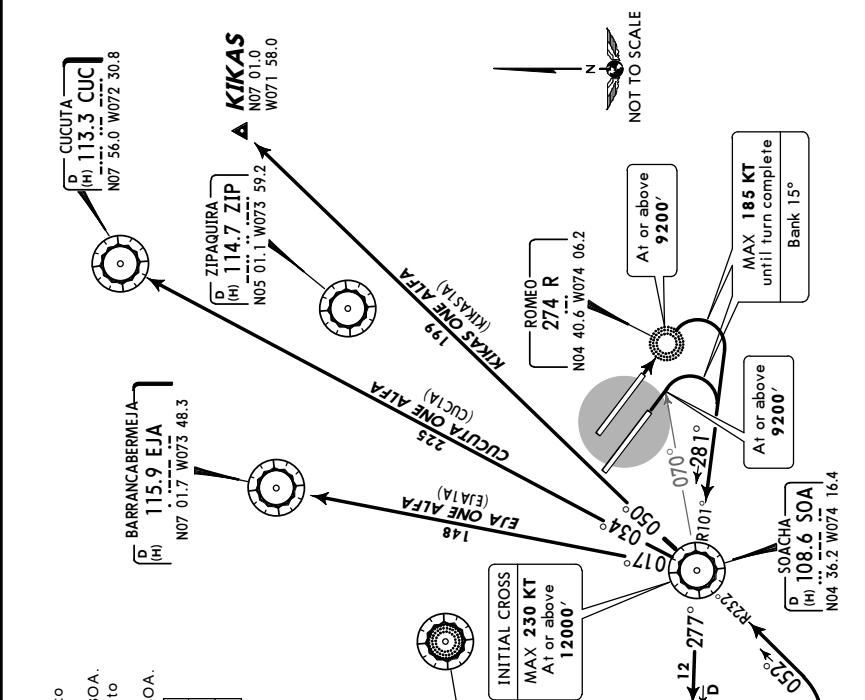 CUCUTA
D
(H) 113.3 CUC
N07 56.0 W072 30.8
KIKAS
N07 01.0
W071 58.0
N
NOT TO SCALE
ZIPAQUIRA
D
(H) 114.7 ZIP
N05 01.1 W073 59.2
BARRANCABERMEJA
D
(H) 115.9 EJA
N07 01.7 W073 48.3
ROMEO
274 R
N04 40.6 W074 06.2
At or above
9200'
MAX 185 KT
until turn complete
Bank 15°
At or above
9200'
KIKAS ONE ALFA
(KIKAS1A)
199
CUCUTA ONE ALFA
(CUC1A)
225
EJA ONE ALFA
(EJA1A)
148
017°
034°
050°
070°
281°
R101°
SOACHA
D
(H) 108.6 SOA
N04 36.2 W074 16.4
INITIAL CROSS
MAX 230 KT
At or above
12000'
277°
12
D
R232°
052°
to
OA.
to
OA.